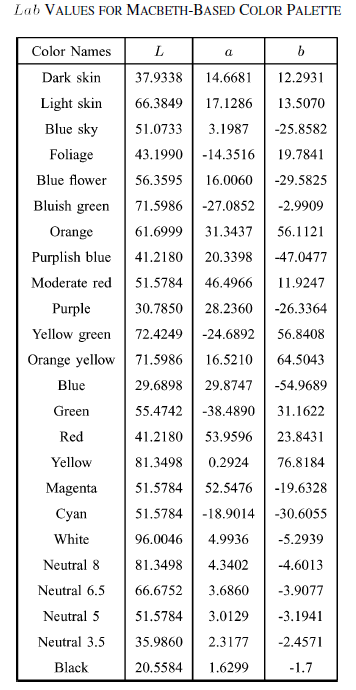 Lab VALUES FOR MACBETH-BASED COLOR PALETTE
Color Names L a b
Dark skin 37.9338 14.6681 12.2931
Light skin 66.3849 17.1286 13.5070
Blue sky 51.0733 3.1987 -25.8582
Foliage 43.1990 -14.3516 19.7841
Blue flower 56.3595 16.0060 -29.5825
Bluish green 71.5986 -27.0852 -2.9909
Orange 61.6999 31.3437 56.1121
Purplish blue 41.2180 20.3398 -47.0477
Moderate red 51.5784 46.4966 11.9247
Purple 30.7850 28.2360 -26.3364
Yellow green 72.4249 -24.6892 56.8408
Orange yellow 71.5986 16.5210 64.5043
Blue 29.6898 29.8747 -54.9689
Green 55.4742 -38.4890 31.1622
Red 41.2180 53.9596 23.8431
Yellow 81.3498 0.2924 76.8184
Magenta 51.5784 52.5476 -19.6328
Cyan 51.5784 -18.9014 -30.6055
White 96.0046 4.9936 -5.2939
Neutral 8 81.3498 4.3402 -4.6013
Neutral 6.5 66.6752 3.6860 -3.9077
Neutral 5 51.5784 3.0129 -3.1941
Neutral 3.5 35.9860 2.3177 -2.4571
Black 20.5584 1.6299 -1.7